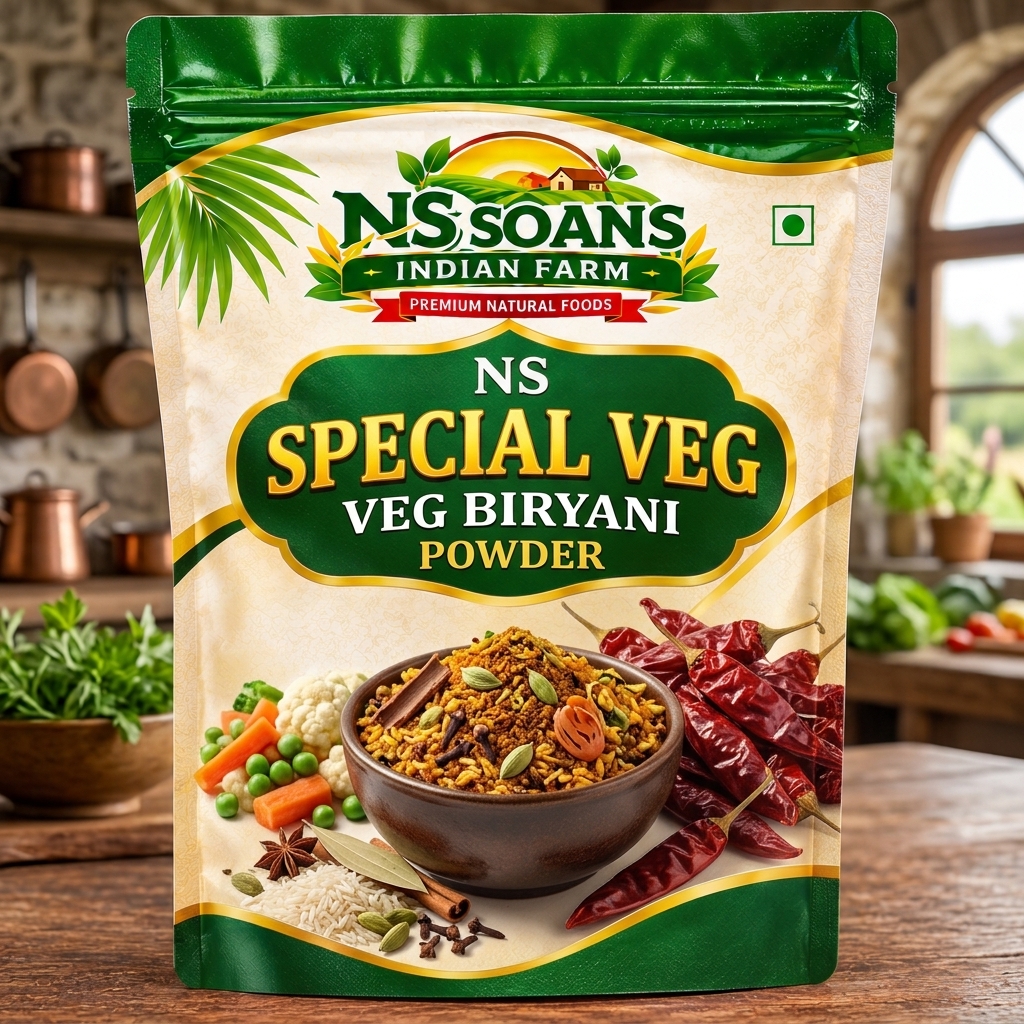 NS SOANS
INDIAN FARM
PREMIUM NATURAL FOODS
NS
SPECIAL VEG
VEG BIRYANI
POWDER